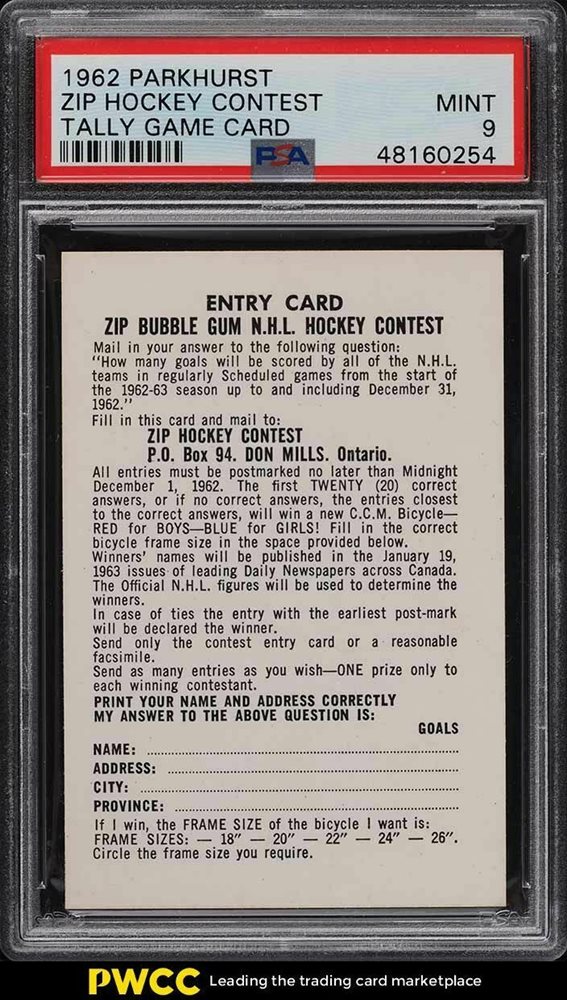 1962 PARKHURST
ZIP HOCKEY CONTEST MINT
TALLY GAME CARD 9
PSA 48160254
ENTRY CARD
ZIP BUBBLE GUM N.H.L. HOCKEY CONTEST
Mail in your answer to the following question:
"How many goals will be scored by all of the N.H.L.
teams in regularly Scheduled games from the start of
the 1962-63 season up to and including December 31,
1962."
Fill in this card and mail to:
ZIP HOCKEY CONTEST
P.O. Box 94. DON MILLS. Ontario.
All entries must be postmarked no later than Midnight
December 1, 1962. The first TWENTY (20) correct
answers, or if no correct answers, the entries closest
to the correct answers, will win a new C.C.M. Bicycle—
RED for BOYS—BLUE for GIRLS! Fill in the correct
bicycle frame size in the space provided below.
Winners' names will be published in the January 19,
1963 issues of leading Daily Newspapers across Canada.
The Official N.H.L. figures will be used to determine the
winners.
In case of ties the entry with the earliest post-mark
will be declared the winner.
Send only the contest entry card or a reasonable
facsimile.
Send as many entries as you wish—ONE prize only to
each winning contestant.
PRINT YOUR NAME AND ADDRESS CORRECTLY
MY ANSWER TO THE ABOVE QUESTION IS:
GOALS
NAME:
ADDRESS:
CITY:
PROVINCE:
If I win, the FRAME SIZE of the bicycle I want is:
FRAME SIZES: — 18" — 20" — 22" — 24" — 26".
Circle the frame size you require.
PWCC Leading the trading card marketplace